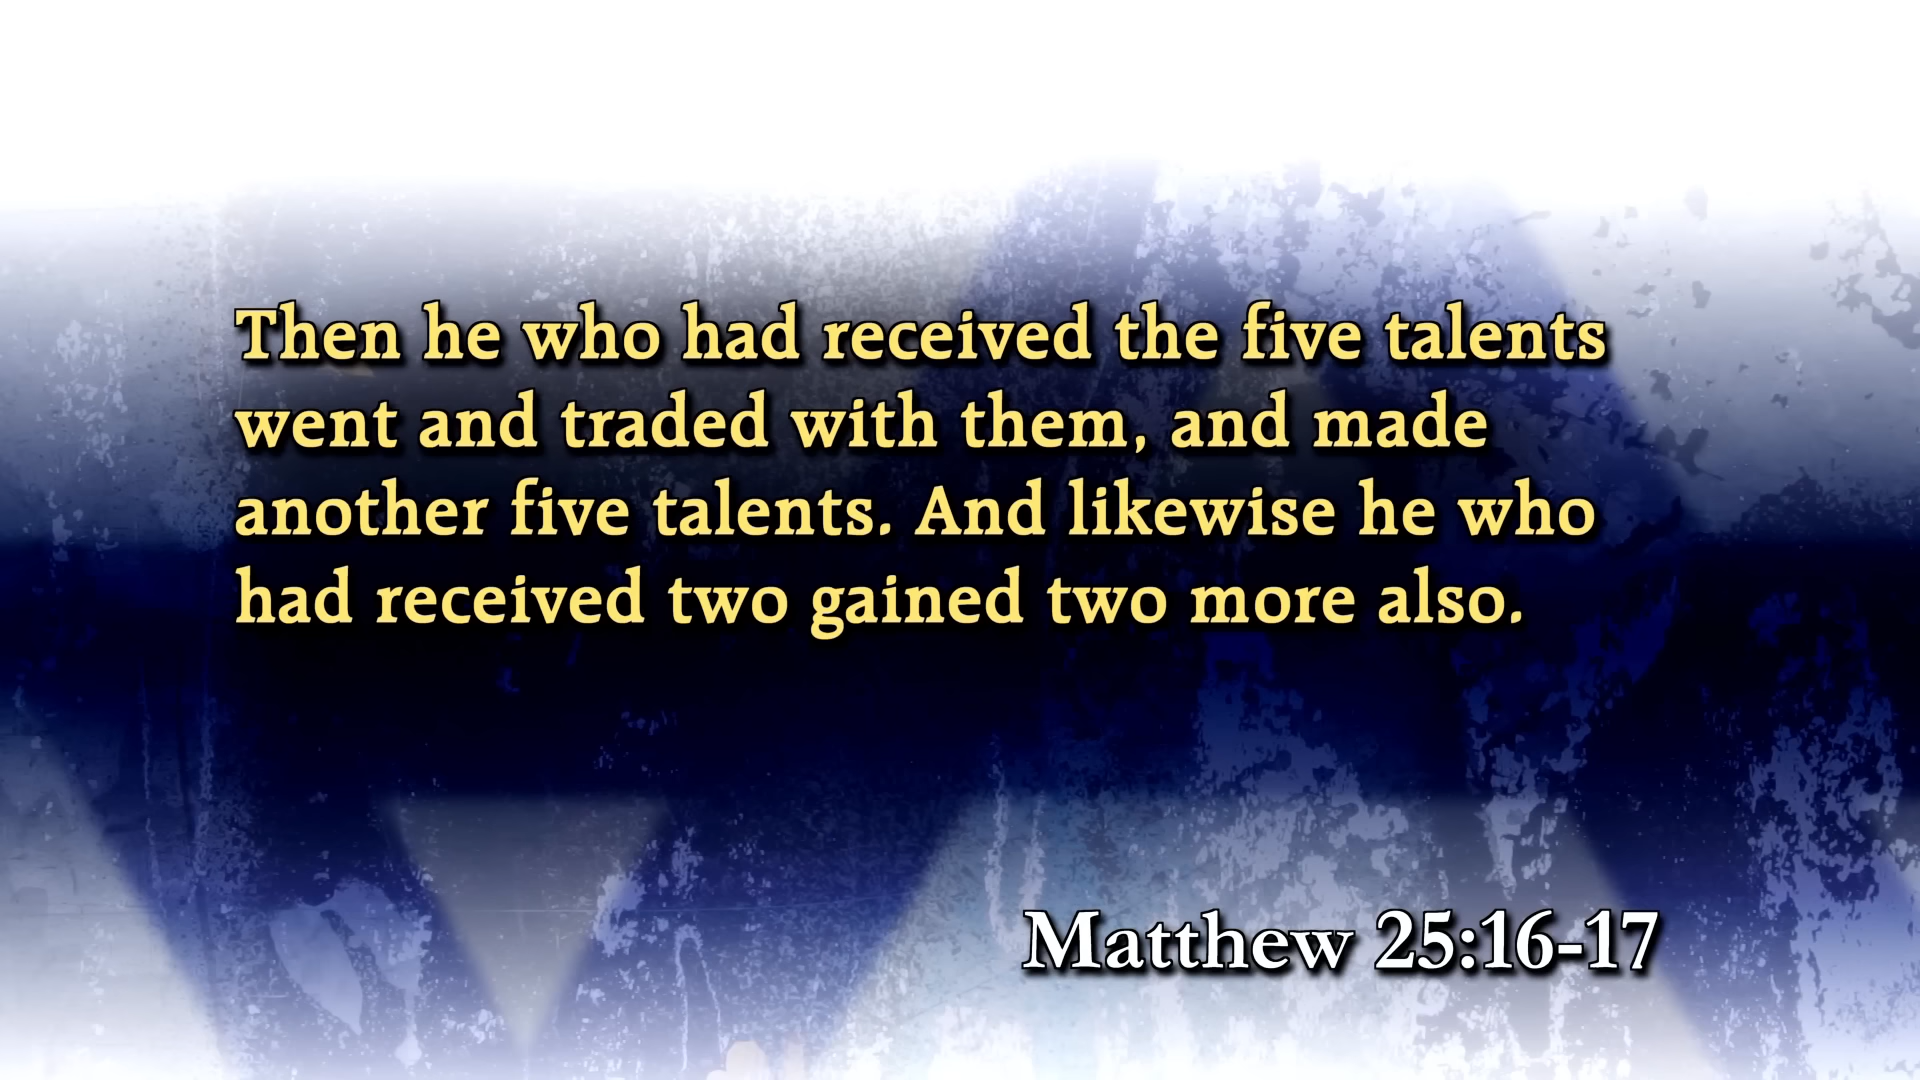 Then he who had received the five talents
went and traded with them, and made
another five talents. And likewise he who
had received two gained two more also.
Matthew 25:16-17